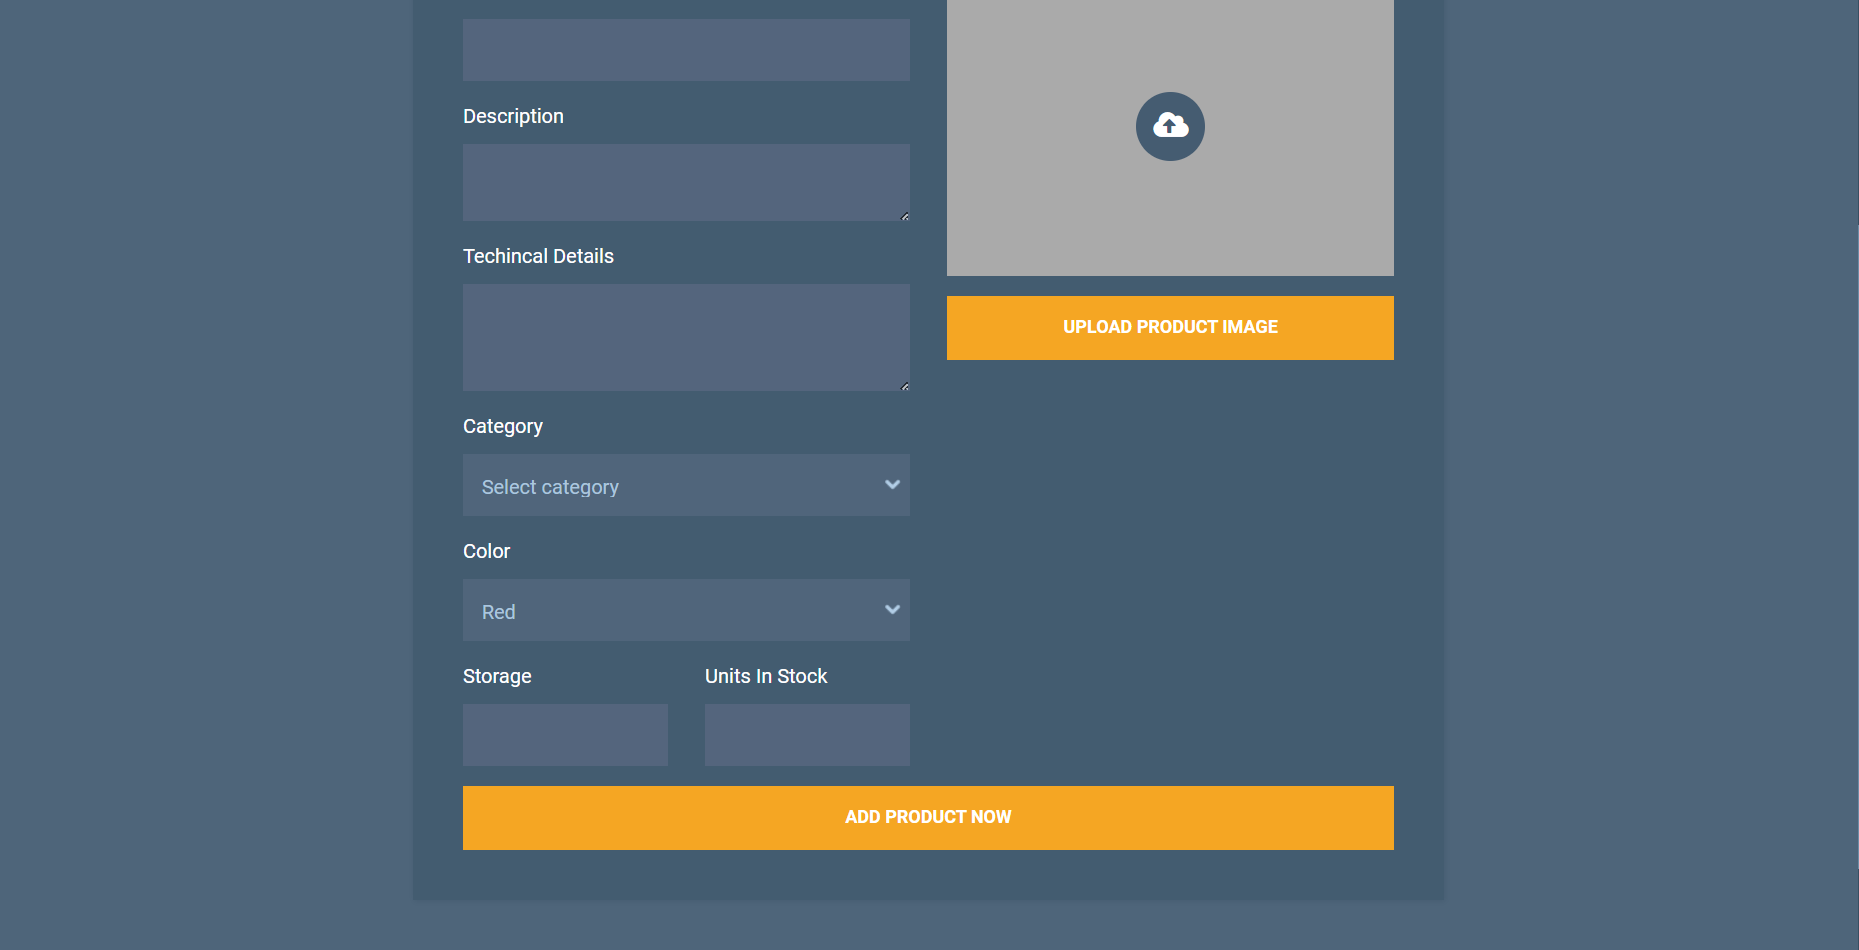 Description
Techincal Details
Category
Select category
Color
Red
Storage
Units In Stock
UPLOAD PRODUCT IMAGE
ADD PRODUCT NOW